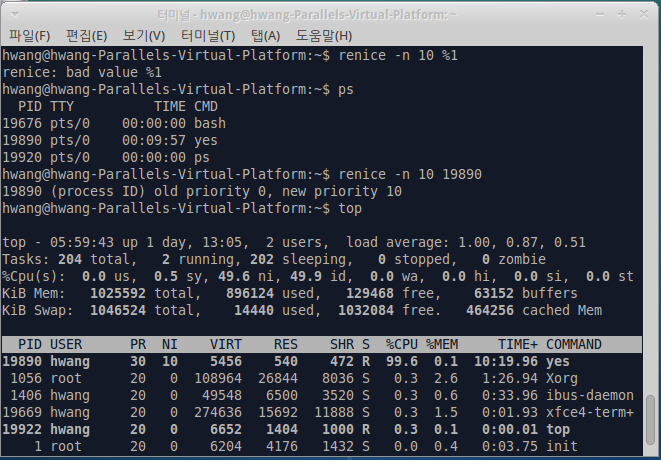 터미널 - hwang@hwang-Parallels-Virtual-Platform: ~
파일(F) 편집(E) 보기(V) 터미널(T) 탭(A) 도움말(H)
hwang@hwang-Parallels-Virtual-Platform:~$ renice -n 10 %1
renice: bad value %1
hwang@hwang-Parallels-Virtual-Platform:~$ ps
  PID TTY          TIME CMD
19676 pts/0    00:00:00 bash
19890 pts/0    00:09:57 yes
19920 pts/0    00:00:00 ps
hwang@hwang-Parallels-Virtual-Platform:~$ renice -n 10 19890
19890 (process ID) old priority 0, new priority 10
hwang@hwang-Parallels-Virtual-Platform:~$ top
top - 05:59:43 up 1 day, 13:05,  2 users,  load average: 1.00, 0.87, 0.51
Tasks: 204 total,   2 running, 202 sleeping,   0 stopped,   0 zombie
%Cpu(s):  0.0 us,  0.5 sy, 49.6 ni, 49.9 id,  0.0 wa,  0.0 hi,  0.0 si,  0.0 st
KiB Mem:   1025592 total,   896124 used,   129468 free,    63152 buffers
KiB Swap:  1046524 total,    14440 used,  1032084 free.   464256 cached Mem
  PID USER      PR  NI    VIRT    RES    SHR S  %CPU %MEM     TIME+ COMMAND
19890 hwang     30  10    5456    540    472 R  99.6  0.1  10:19.96 yes
 1056 root      20   0  108964  26844   8036 S   0.3  2.6   1:26.94 Xorg
 1406 hwang     20   0   49548   6500   3520 S   0.3  0.6   0:33.96 ibus-daemon
19669 hwang     20   0  274636  15692  11888 S   0.3  1.5   0:01.93 xfce4-term+
19922 hwang     20   0    6652   1404   1000 R   0.3  0.1   0:00.01 top
    1 root      20   0    6204   4176   1432 S   0.0  0.4   0:03.75 init